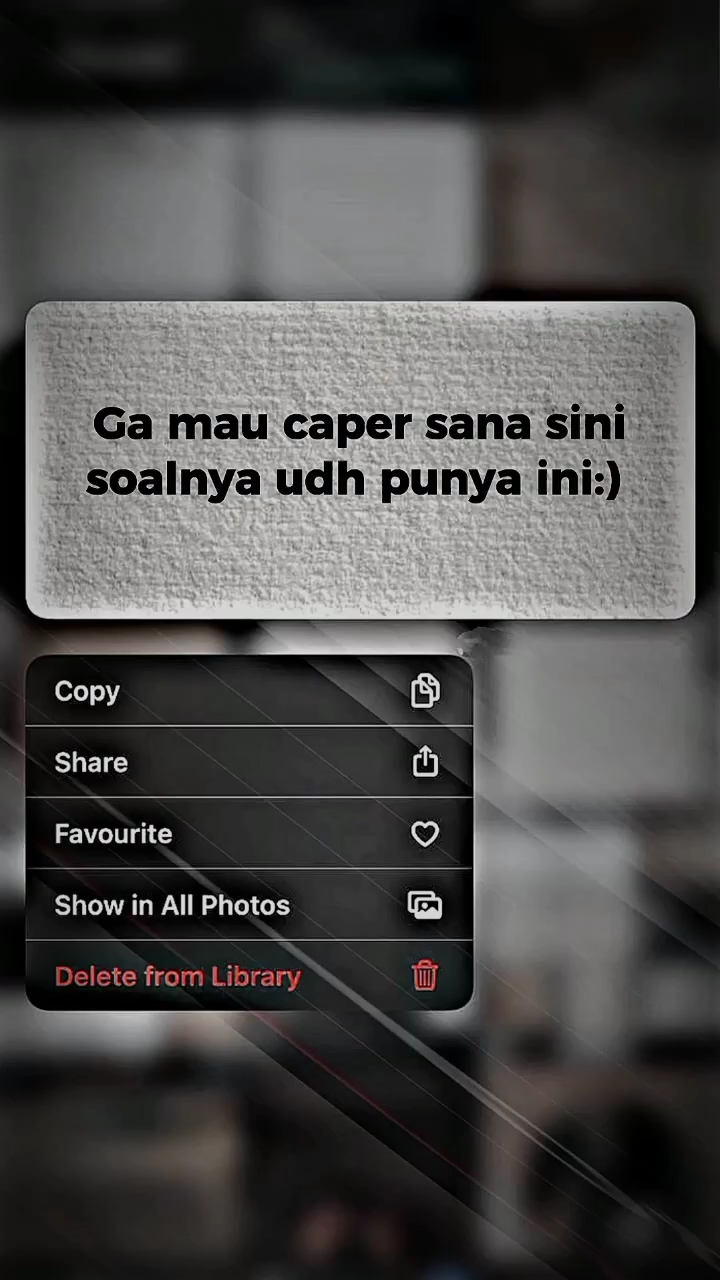 Ga mau caper sana sini
soalnya udh punya ini:)
Copy
Share
Favourite
Show in All Photos
Delete from Library